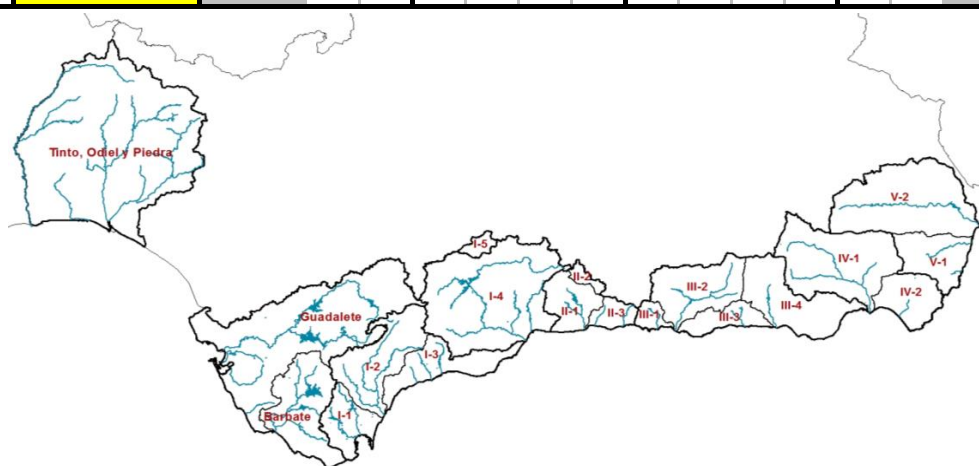 Tinto, Odiel y Piedra
V-2
I-5
IV-1
V-1
II-2
III-2
I-4
IV-2
III-4
Guadalete
II-1
II-3
III-1
III-3
I-3
I-2
Barbate
I-1